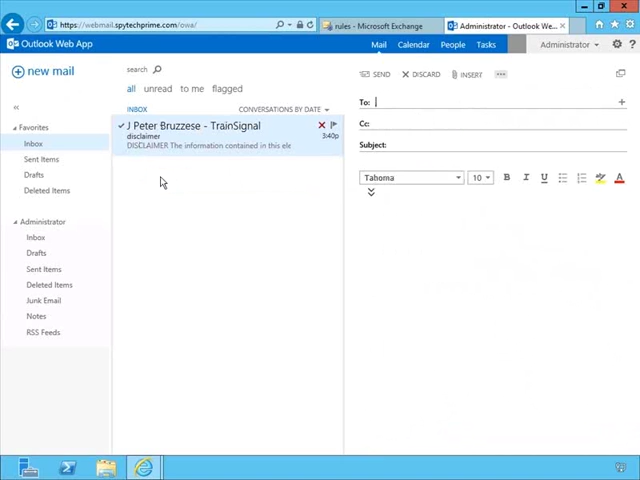 https://webmail.spytechprime.com/owa/
rules - Microsoft Exchange
Administrator - Outlook We...
Outlook Web App
Mail
Calendar
People
Tasks
Administrator
?
new mail
search
SEND
DISCARD
INSERT
all
unread
to me
flagged
To:
INBOX
CONVERSATIONS BY DATE
Favorites
J Peter Bruzzese - TrainSignal
Cc:
disclaimer
3:40p
Inbox
DISCLAIMER The information contained in this ele
Subject:
Sent Items
Drafts
Tahoma
10
B
I
U
ab
A
Deleted Items
Administrator
Inbox
Drafts
Sent Items
Deleted Items
Junk Email
Notes
RSS Feeds